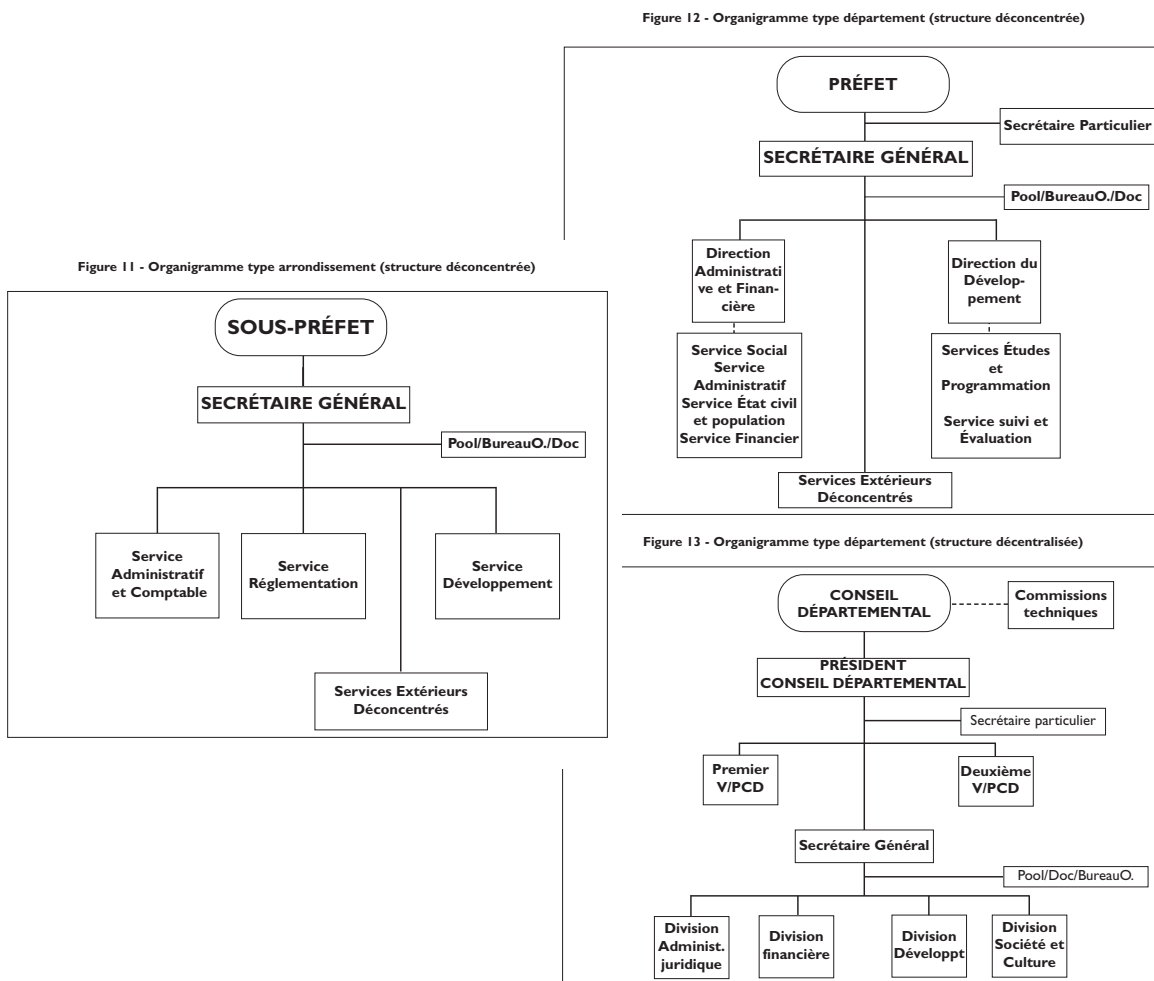 Figure 12 - Organigramme type département (structure déconcentrée)
PRÉFET
Secrétaire Particulier
SECRÉTAIRE GÉNÉRAL
Pool/BureauO./Doc
Direction
Administrati
ve et Finan-
cière
Direction du
Dévelop-
pement
Service Social
Service
Administratif
Service État civil
et population
Service Financier
Services Études
et
Programmation
Service suivi et
Évaluation
Services Extérieurs
Déconcentrés
Figure 11 - Organigramme type arrondissement (structure déconcentrée)
SOUS-PRÉFET
SECRÉTAIRE GÉNÉRAL
Pool/BureauO./Doc
Service
Administratif
et Comptable
Service
Réglementation
Service
Développement
Services Extérieurs
Déconcentrés
Figure 13 - Organigramme type département (structure décentralisée)
CONSEIL
DÉPARTEMENTAL
Commissions
techniques
PRÉSIDENT
CONSEIL DÉPARTEMENTAL
Secrétaire particulier
Premier
V/PCD
Deuxième
V/PCD
Secrétaire Général
Pool/Doc/BureauO.
Division
Administ.
juridique
Division
financière
Division
Développt
Division
Société et
Culture